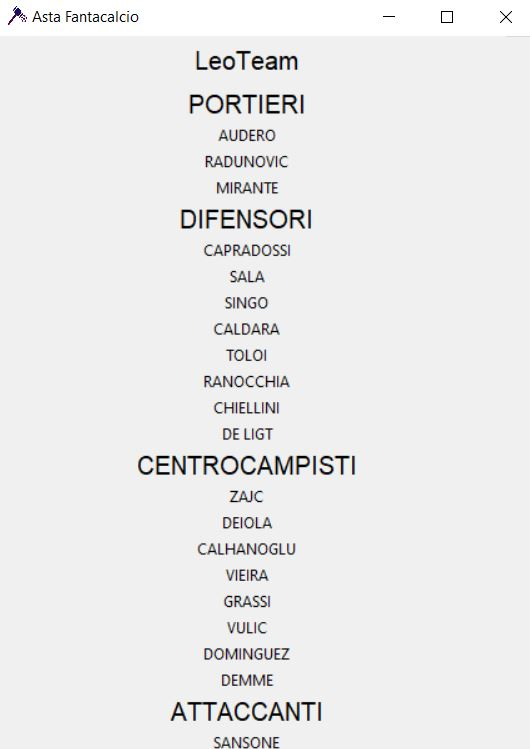 Asta Fantacalcio
LeoTeam
PORTIERI
AUDERO
RADUNOVIC
MIRANTE
DIFENSORI
CAPRADOSSI
SALA
SINGO
CALDARA
TOLOI
RANOCCHIA
CHIELLINI
DE LIGT
CENTROCAMPISTI
ZAJC
DEIOLA
CALHANOGLU
VIEIRA
GRASSI
VULIC
DOMINGUEZ
DEMME
ATTACCANTI
SANSONE